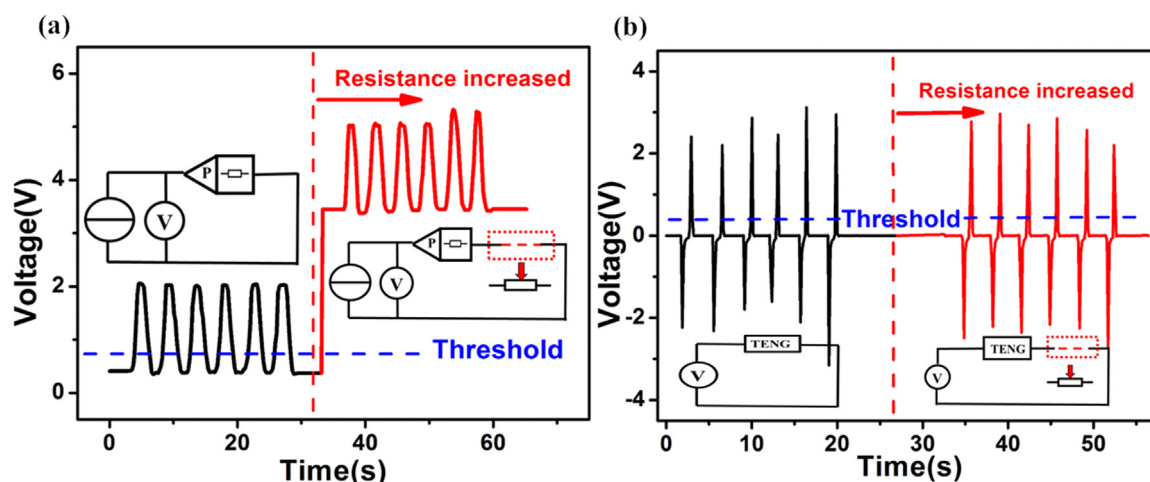 (a)
Voltage(V)
6
4
2
0
Resistance increased
P
V
P
V
Threshold
0
20
40
60
Time(s)
(b)
Voltage(V)
4
2
0
-2
-4
Resistance increased
Threshold
TENG
V
TENG
V
0
10
20
30
40
50
Time(s)